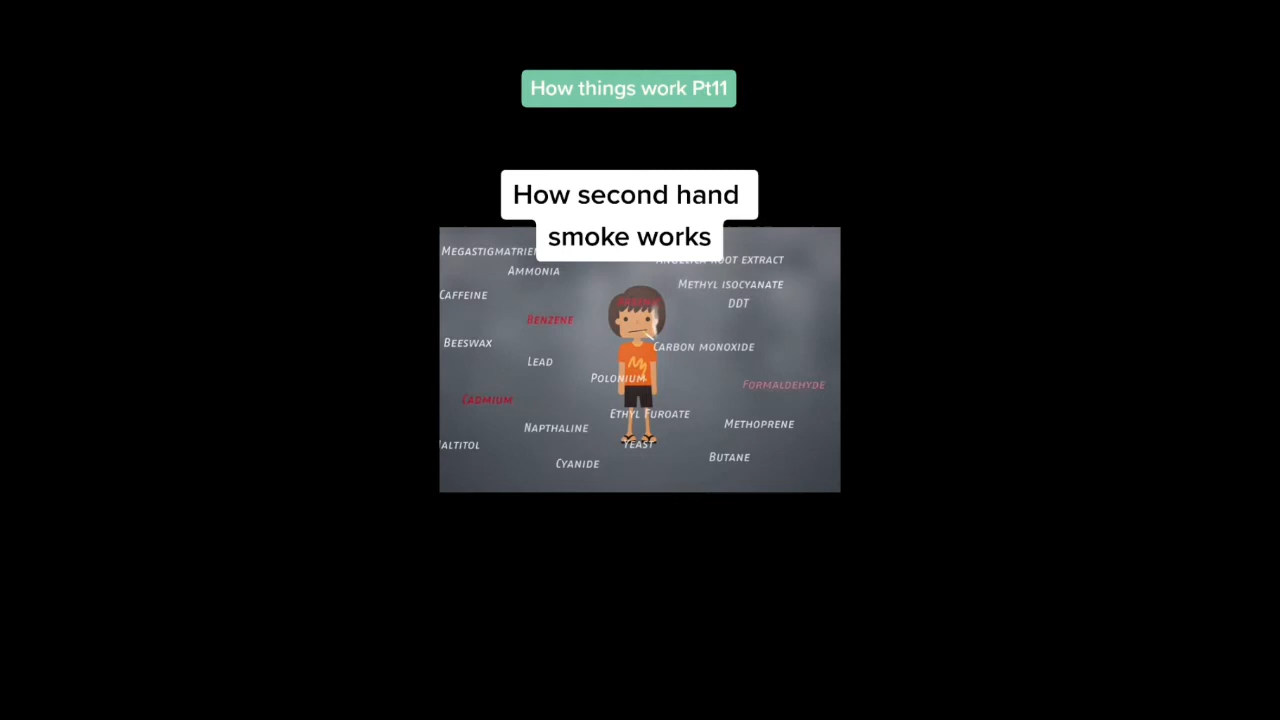 How things work Pt11
How second hand
smoke works
MEGASTIGMATRIEN
ROOT EXTRACT
AMMONIA
METHYL ISOCYANATE
CAFFEINE
DDT
BENZENE
BEESWAX
CARBON MONOXIDE
LEAD
POLONIUM
FORMALDEHYDE
CADMIUM
ETHYL FUROATE
NAPTHALINE
METHOPRENE
ALTITOL
YEAST
CYANIDE
BUTANE